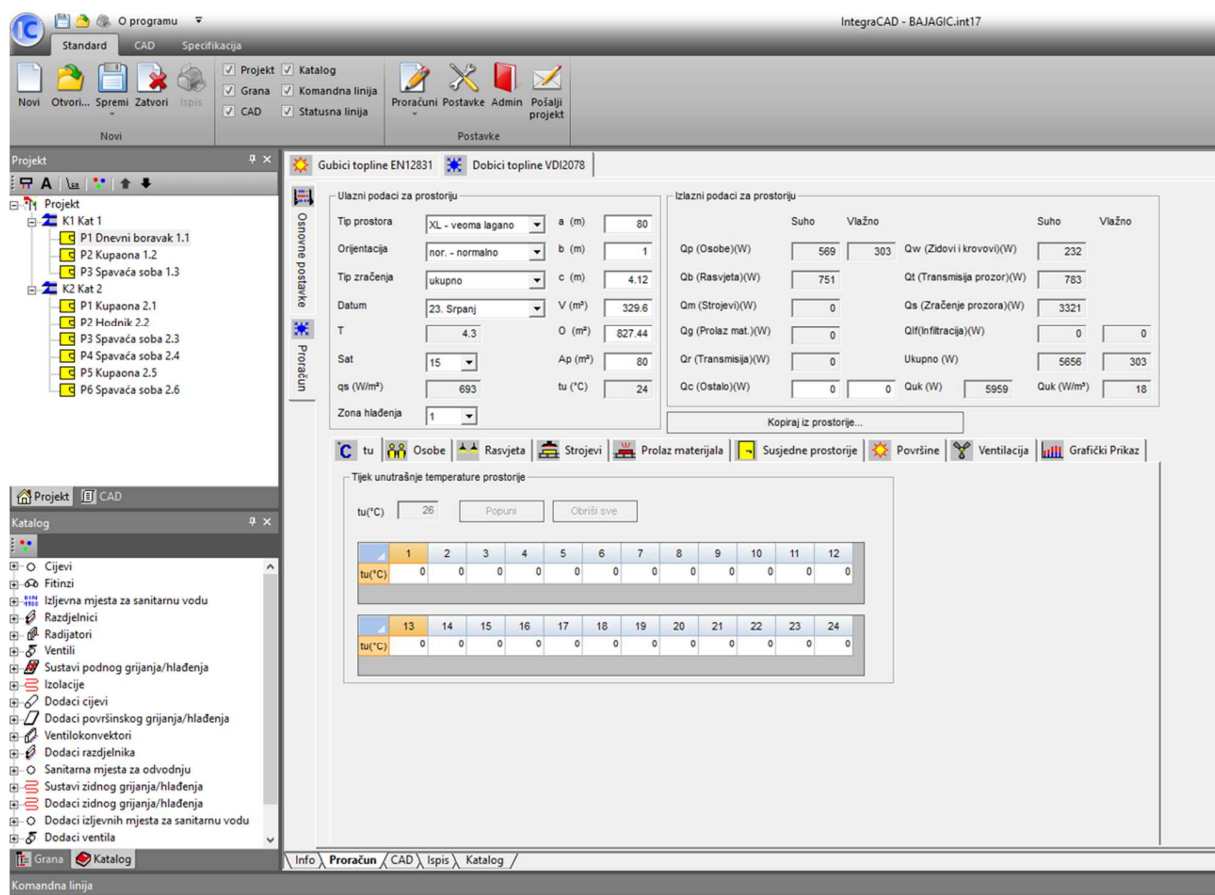 O programu
IntegraCAD - BAJAGIC.int17
Standard CAD Specifikacija
Novi Otvori... Spremi Zatvori Ispis
Projekt Katalog
Grana Komandna linija
CAD Statusna linija
Proračuni Postavke Admin Pošalji projekt
Novi
Postavke
Projekt
A
Projekt
K1 Kat 1
P1 Dnevni boravak 1.1
P2 Kupaona 1.2
P3 Spavaća soba 1.3
K2 Kat 2
P1 Kupaona 2.1
P2 Hodnik 2.2
P3 Spavaća soba 2.3
P4 Spavaća soba 2.4
P5 Kupaona 2.5
P6 Spavaća soba 2.6
Projekt CAD
Katalog
Cijevi
Fitinzi
Izljevna mjesta za sanitarnu vodu
Razdjelnici
Radijatori
Ventili
Sustavi podnog grijanja/hlađenja
Izolacije
Dodaci cijevi
Dodaci površinskog grijanja/hlađenja
Ventilokonvektori
Dodaci razdjelnika
Sanitarna mjesta za odvodnju
Sustavi zidnog grijanja/hlađenja
Dodaci zidnog grijanja/hlađenja
Dodaci izljevnih mjesta za sanitarnu vodu
Dodaci ventila
Grana Katalog
Komandna linija
Gubici topline EN12831 Dobici topline VDI2078
Osnovne postavke
Proračun
Ulazni podaci za prostoriju
Tip prostora XL - veoma lagano a (m) 80
Orijentacija nor. - normalno b (m) 1
Tip zračenja ukupno c (m) 4.12
Datum 23. Srpanj V (m³) 329.6
T 4.3 O (m²) 827.44
Sat 15 Ap (m²) 80
qs (W/m²) 693 tu (°C) 24
Zona hlađenja 1
Izlazni podaci za prostoriju
Suho Vlažno Suho Vlažno
Qp (Osobe)(W) 569 303 Qw (Zidovi i krovovi)(W) 232
Qb (Rasvjeta)(W) 751 Qt (Transmisija prozor)(W) 783
Qm (Strojevi)(W) 0 Qs (Zračenje prozora)(W) 3321
Qg (Prolaz mat.)(W) 0 Qlf(Infiltracija)(W) 0 0
Qr (Transmisija)(W) 0 Ukupno (W) 5656 303
Qc (Ostalo)(W) 0 0 Quk (W) 5959 Quk (W/m²) 18
Kopiraj iz prostorije...
°C tu Osobe Rasvjeta Strojevi Prolaz materijala Susjedne prostorije Površine Ventilacija Grafički Prikaz
Tijek unutrašnje temperature prostorije
tu(°C) 26 Popuni Obriši sve
1 2 3 4 5 6 7 8 9 10 11 12
tu(°C) 0 0 0 0 0 0 0 0 0 0 0 0
13 14 15 16 17 18 19 20 21 22 23 24
tu(°C) 0 0 0 0 0 0 0 0 0 0 0 0
Info Proračun CAD Ispis Katalog